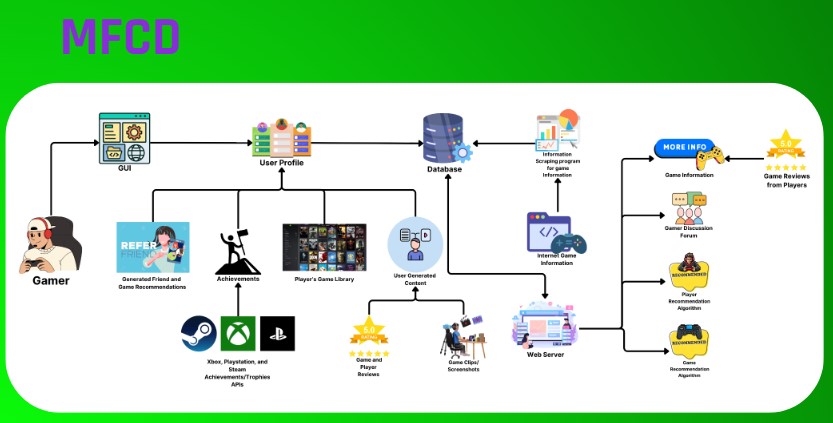 MFCD
GUI
User Profile
Database
Information
Scraping program
for game
Information
MORE INFO
Game Information
5.0
RATING
Game Reviews
from Players
Gamer
REFER
FRIEND
Generated Friend and
Game Recommendations
Achievements
Player's Game Library
User Generated
Content
Internet Game
Information
Gamer Discussion
Forum
RECOMMENDED
Player
Recommendation
Algorithm
Xbox, Playstation, and
Steam
Achievements/Trophies
APIs
5.0
RATING
Game and
Player
Reviews
Game Clips/
Screenshots
Web Server
RECOMMENDED
Game
Recommendation
Algorithm